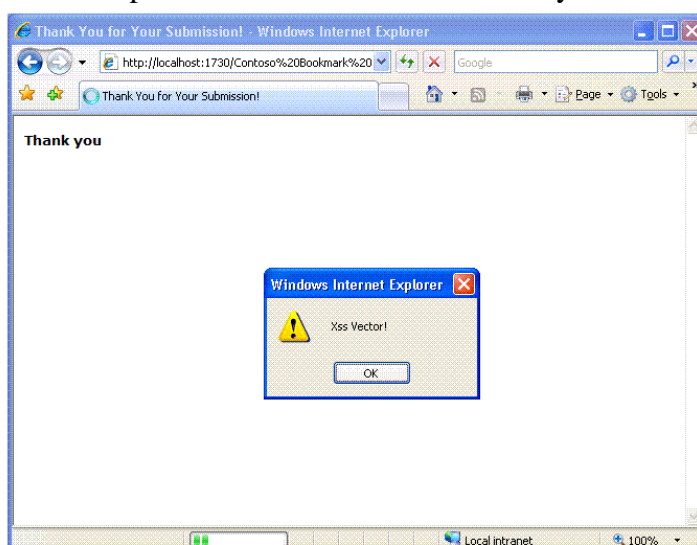 Thank You for Your Submission! - Windows Internet Explorer
http://localhost:1730/Contoso%20Bookmark%20
Google
Thank You for Your Submission!
Page
Tools
Thank you
Windows Internet Explorer
Xss Vector!
OK
Local intranet
100%